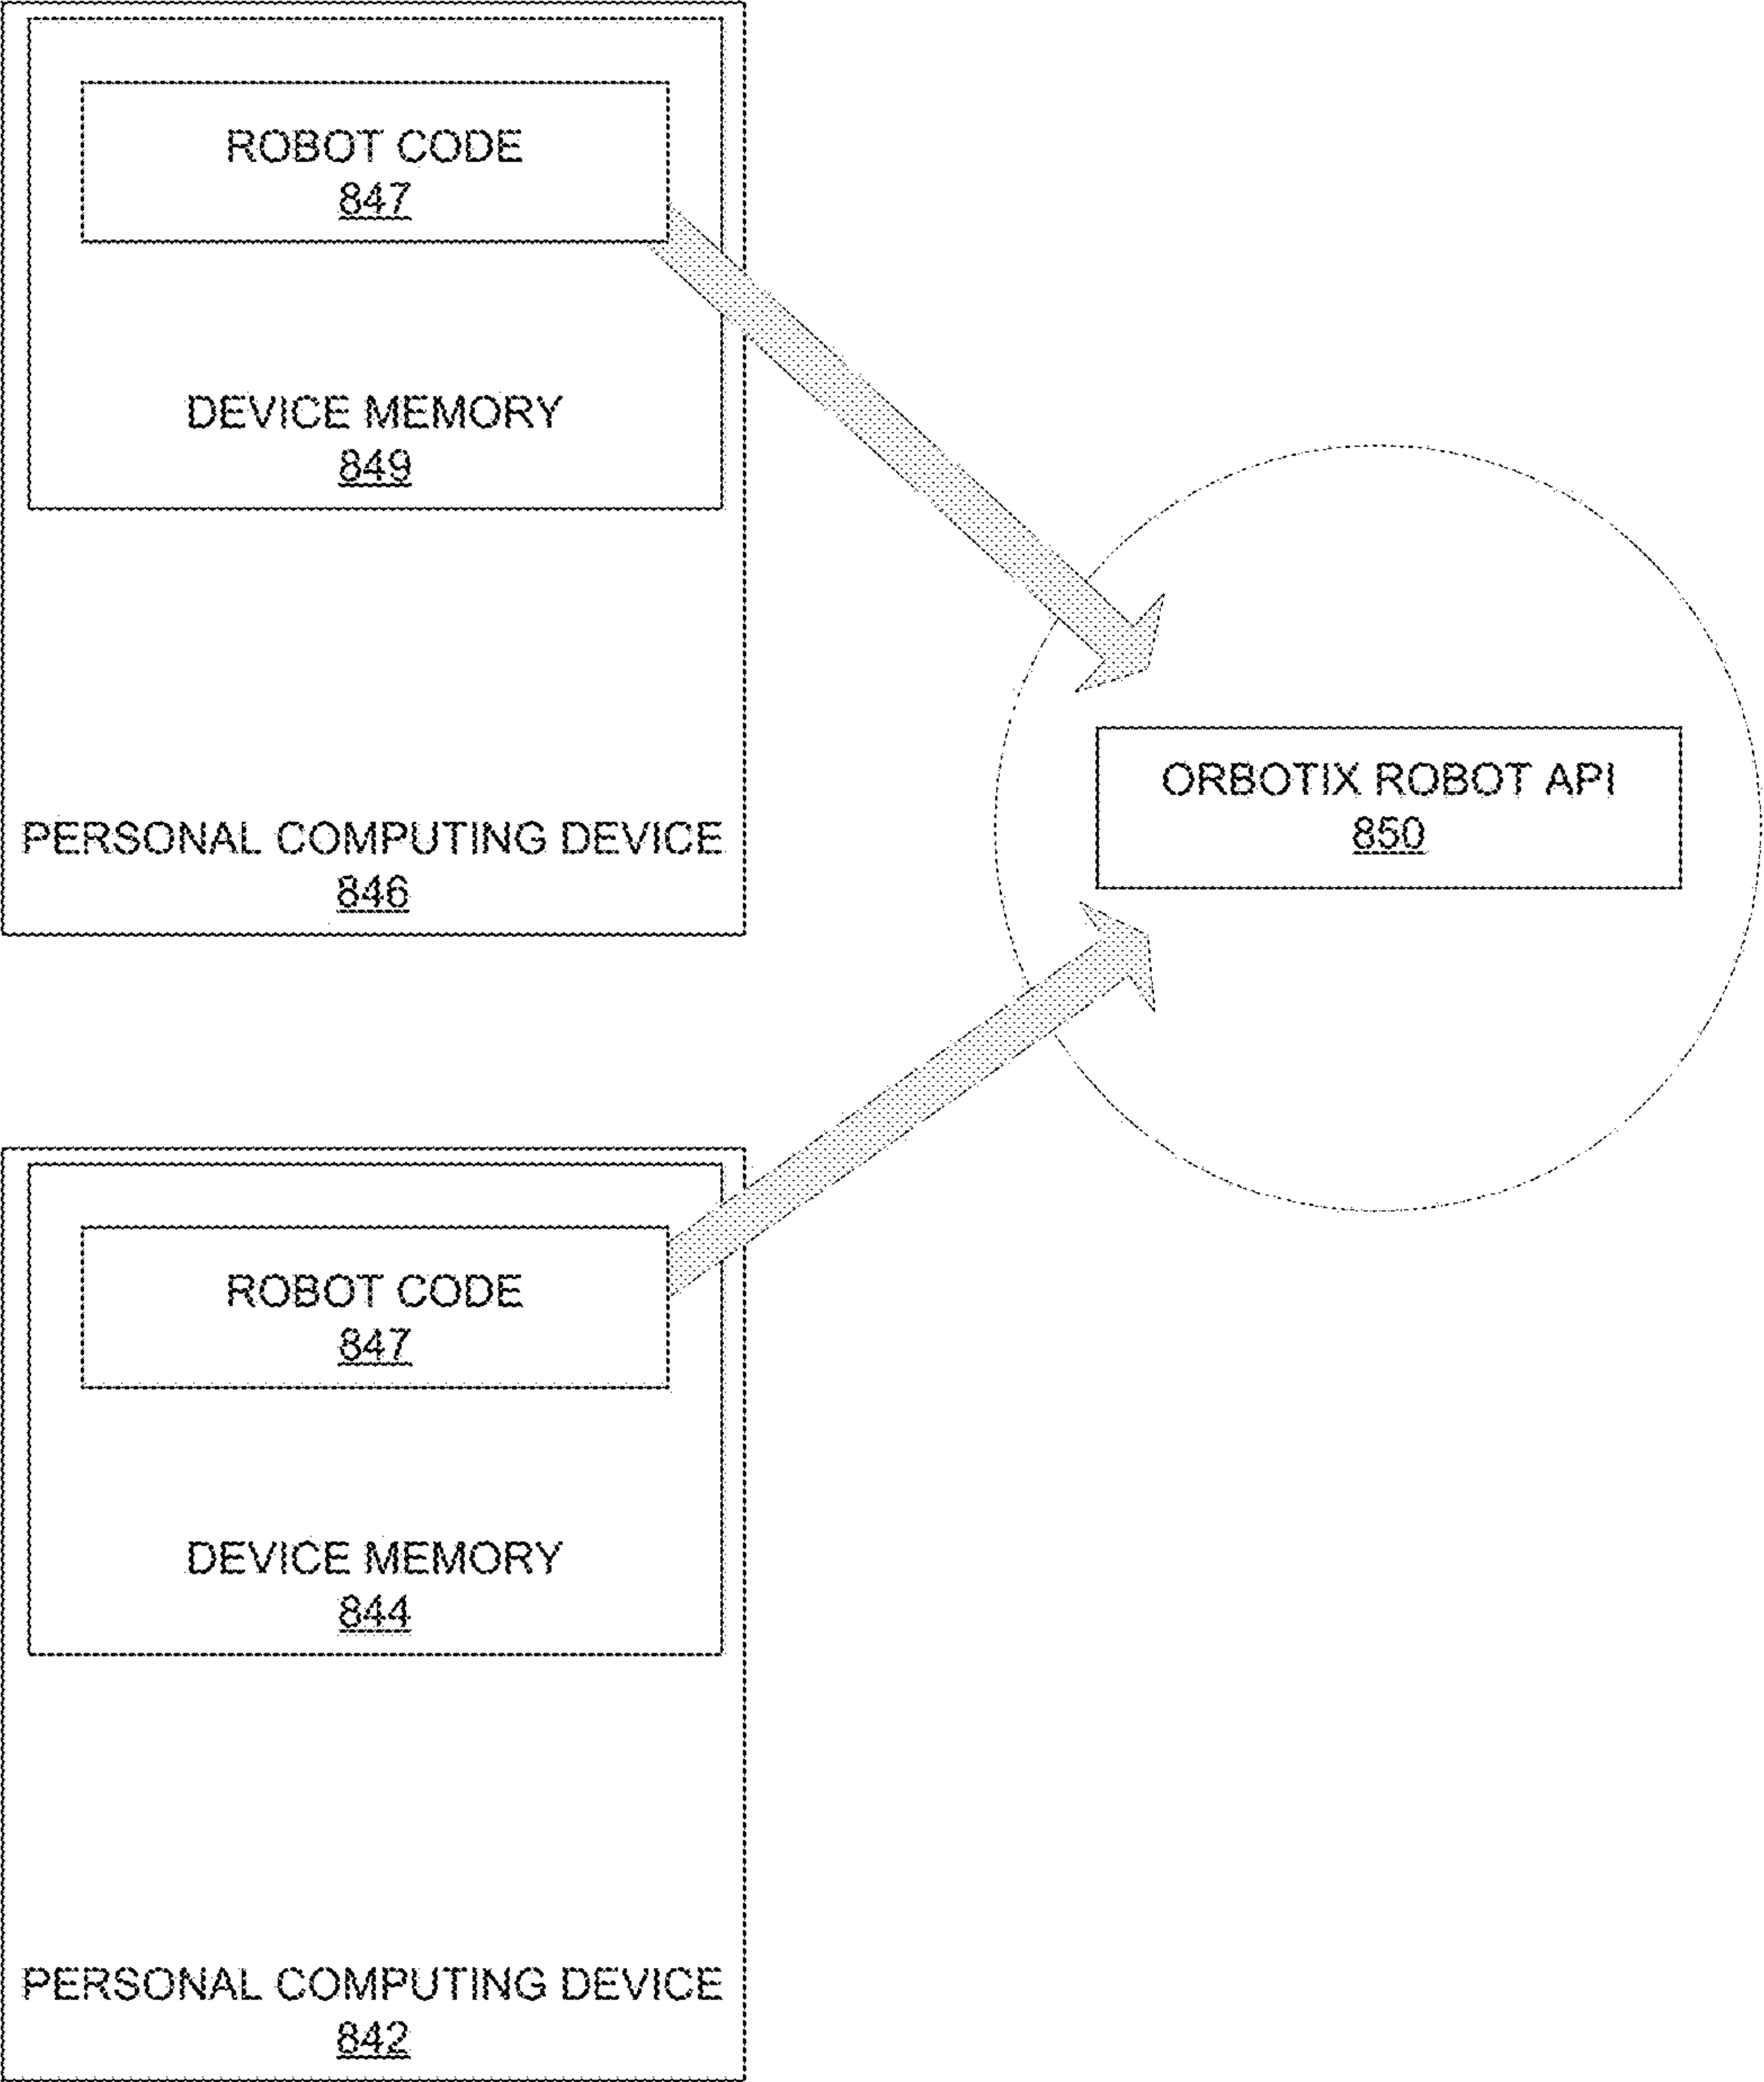 ROBOT CODE
847
DEVICE MEMORY
849
PERSONAL COMPUTING DEVICE
846
ORBOTIX ROBOT API
850
ROBOT CODE
847
DEVICE MEMORY
844
PERSONAL COMPUTING DEVICE
842